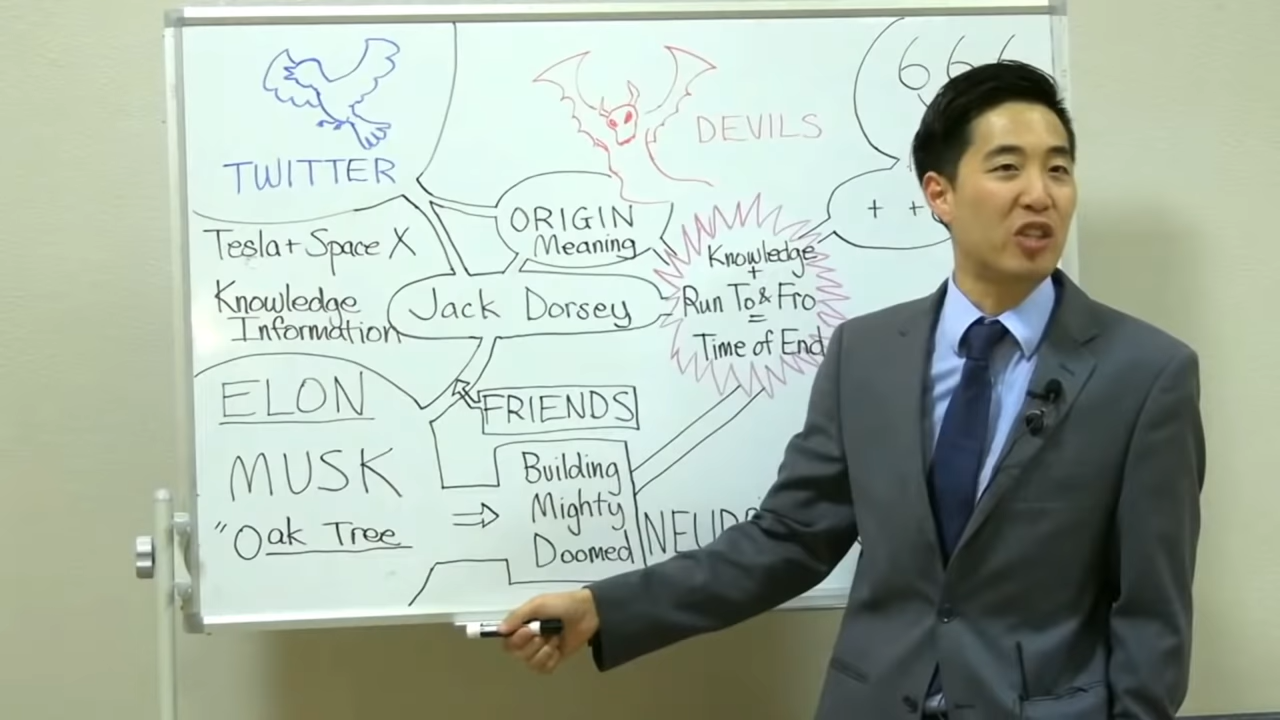 TWITTER
Tesla + Space X
Knowledge
Information
ELON
MUSK
"Oak Tree
DEVILS
ORIGIN
Meaning
Jack Dorsey
FRIENDS
Building
Mighty
Doomed
666
+ +
Knowledge
+
Run To & Fro
=
Time of End